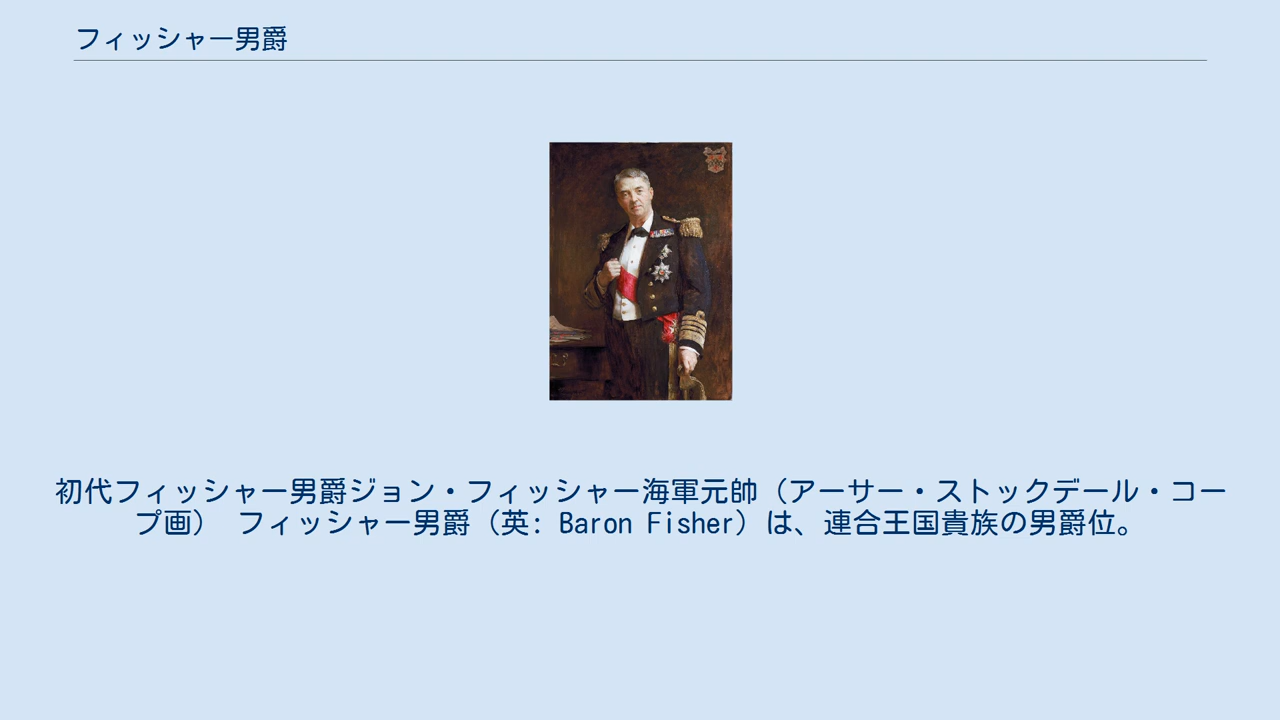 フィッシャー男爵
初代フィッシャー男爵ジョン・フィッシャー海軍元帥（アーサー・ストックデール・コー
プ画） フィッシャー男爵（英: Baron Fisher）は、連合王国貴族の男爵位。